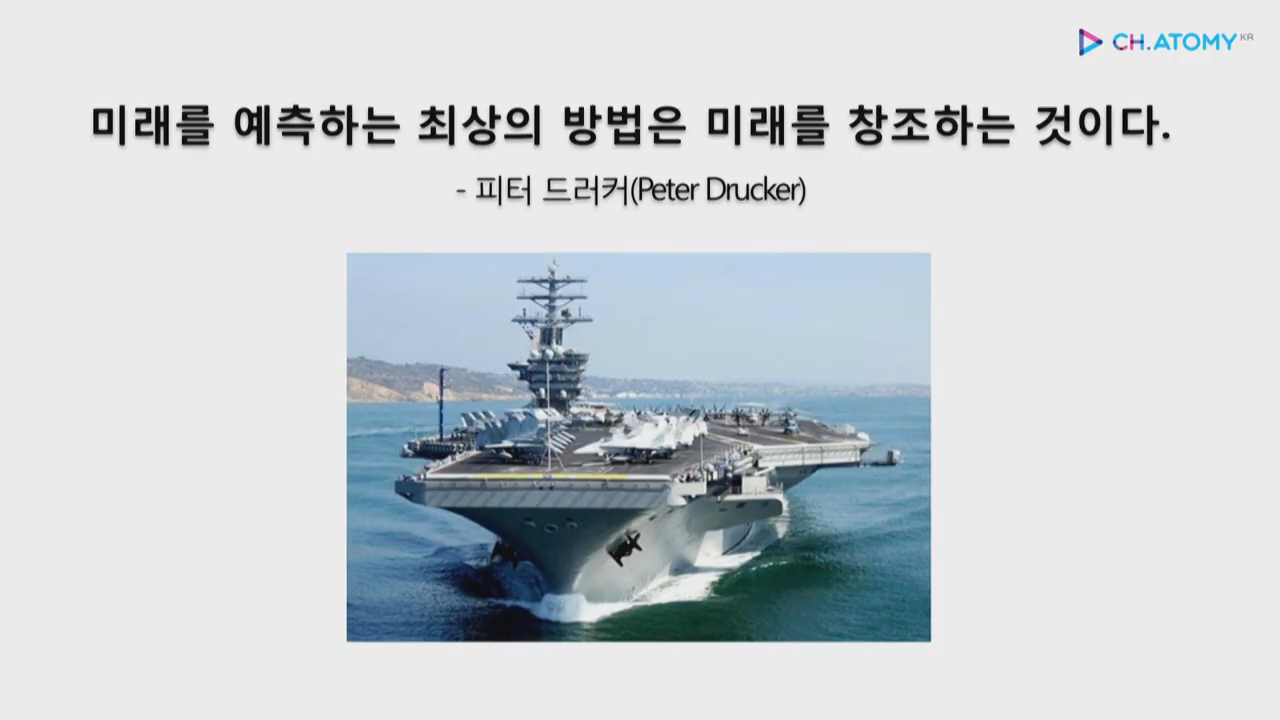 CH.ATOMY KR
미래를 예측하는 최상의 방법은 미래를 창조하는 것이다.
- 피터 드러커(Peter Drucker)